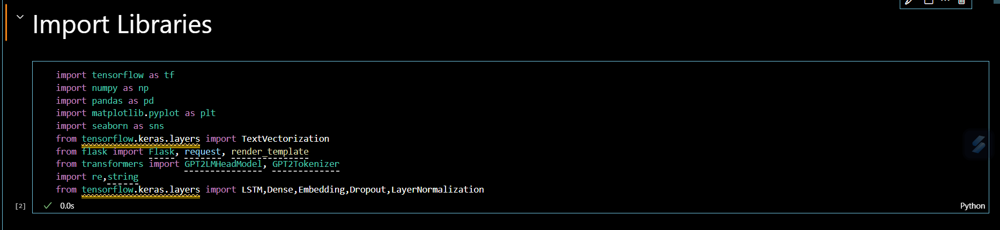 Import Libraries
import tensorflow as tf
import numpy as np
import pandas as pd
import matplotlib.pyplot as plt
import seaborn as sns
from tensorflow.keras.layers import TextVectorization
from flask import Flask, request, render_template
from transformers import GPT2LMHeadModel, GPT2Tokenizer
import re,string
from tensorflow.keras.layers import LSTM,Dense,Embedding,Dropout,LayerNormalization
[2] 0.0s Python